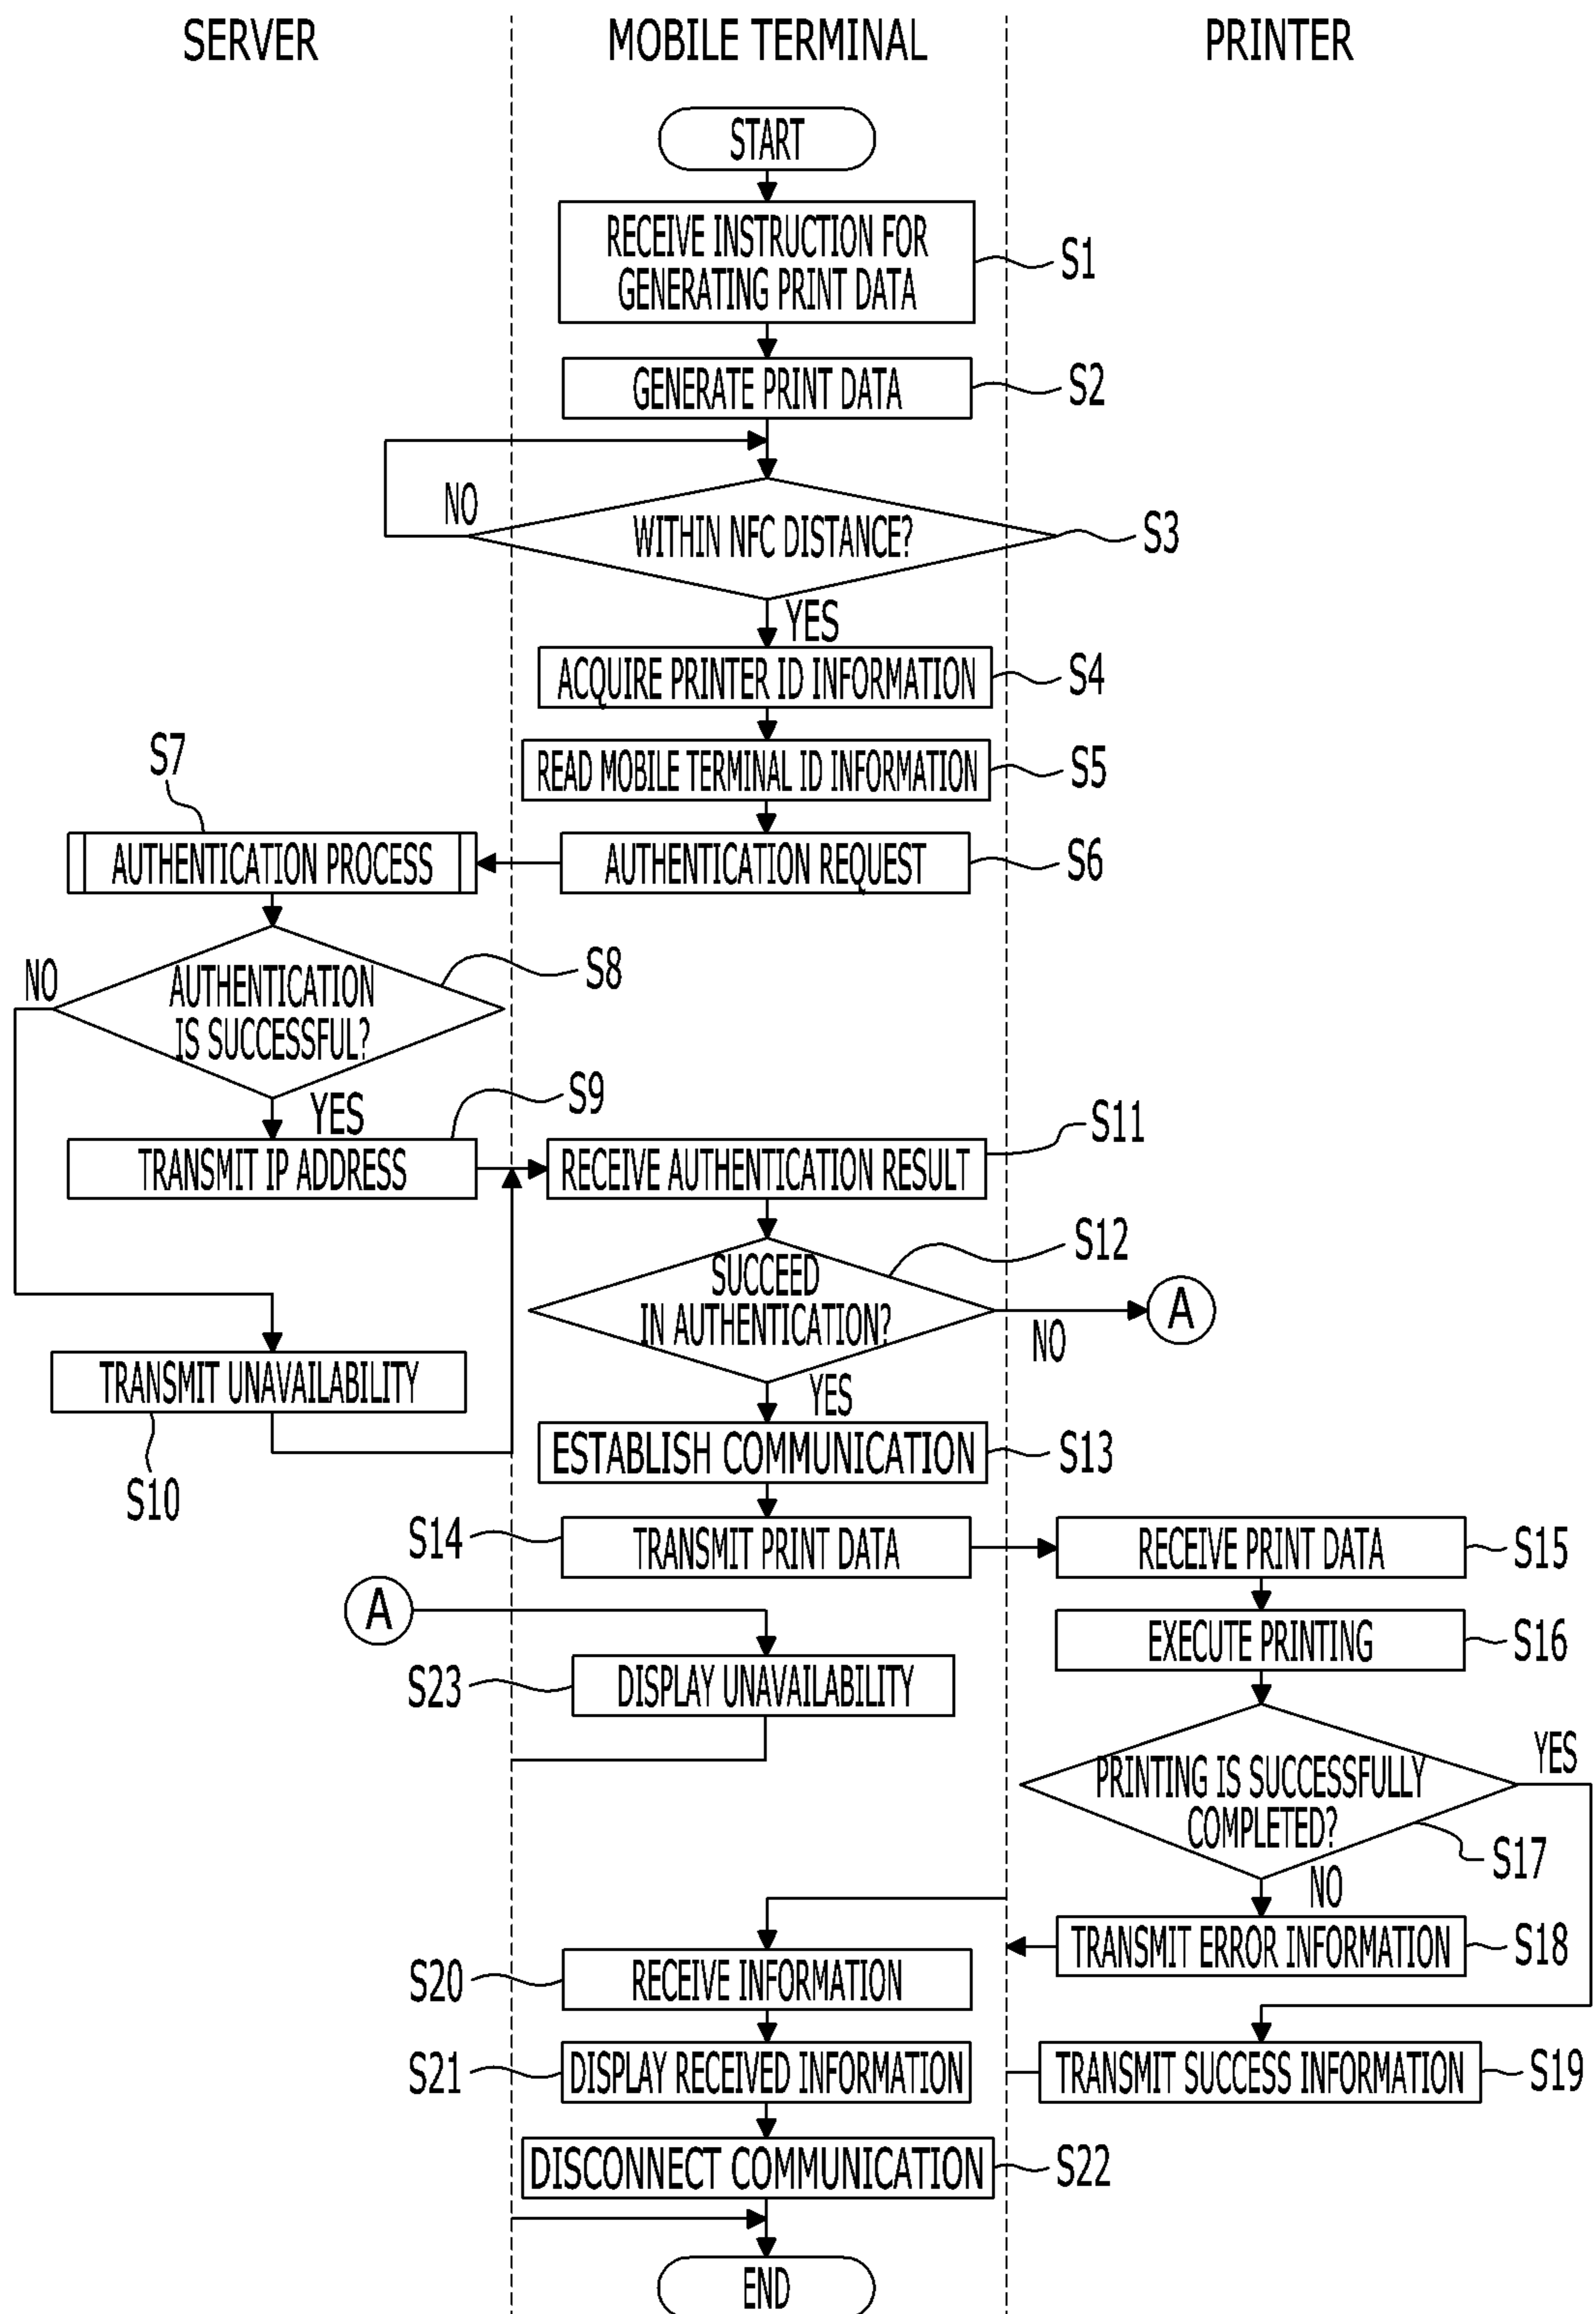 SERVER
MOBILE TERMINAL
PRINTER
START
RECEIVE INSTRUCTION FOR
GENERATING PRINT DATA
S1
GENERATE PRINT DATA
S2
NO
WITHIN NFC DISTANCE?
S3
YES
ACQUIRE PRINTER ID INFORMATION
S4
READ MOBILE TERMINAL ID INFORMATION
S5
S7
AUTHENTICATION PROCESS
AUTHENTICATION REQUEST
S6
NO
AUTHENTICATION
IS SUCCESSFUL?
S8
YES
S9
TRANSMIT IP ADDRESS
RECEIVE AUTHENTICATION RESULT
S11
SUCCEED
IN AUTHENTICATION?
S12
NO
A
TRANSMIT UNAVAILABILITY
S10
YES
ESTABLISH COMMUNICATION
S13
S14
TRANSMIT PRINT DATA
RECEIVE PRINT DATA
S15
A
EXECUTE PRINTING
S16
S23
DISPLAY UNAVAILABILITY
PRINTING IS SUCCESSFULLY
COMPLETED?
YES
S17
NO
TRANSMIT ERROR INFORMATION
S18
S20
RECEIVE INFORMATION
S21
DISPLAY RECEIVED INFORMATION
TRANSMIT SUCCESS INFORMATION
S19
DISCONNECT COMMUNICATION
S22
END